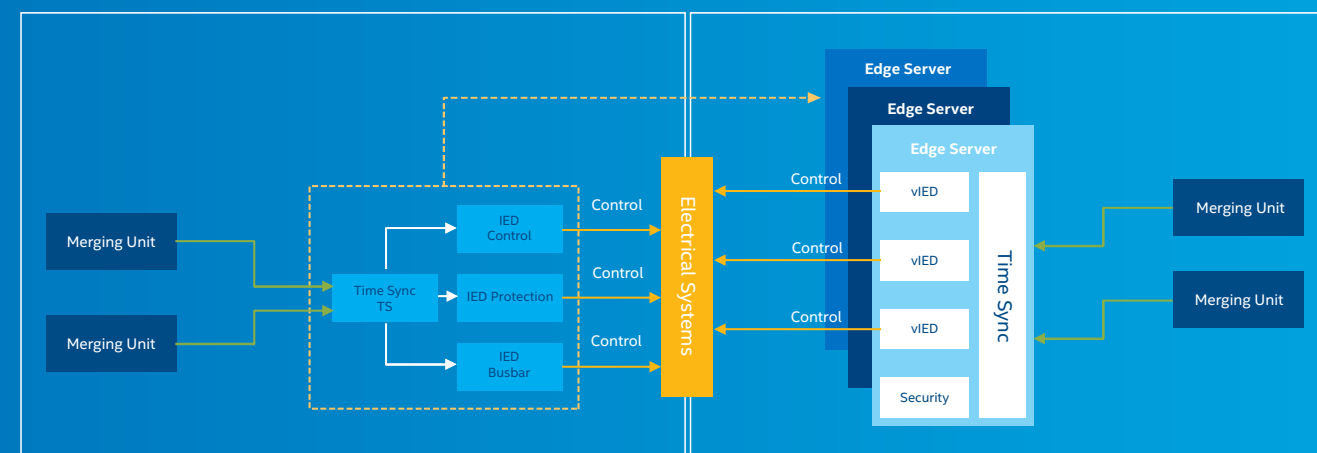 Merging Unit
Merging Unit
Time Sync
TS
IED
Control
IED Protection
IED
Busbar
Control
Control
Control
Electrical Systems
Control
Control
Control
Edge Server
Edge Server
Edge Server
vIED
vIED
vIED
Security
Time Sync
Merging Unit
Merging Unit